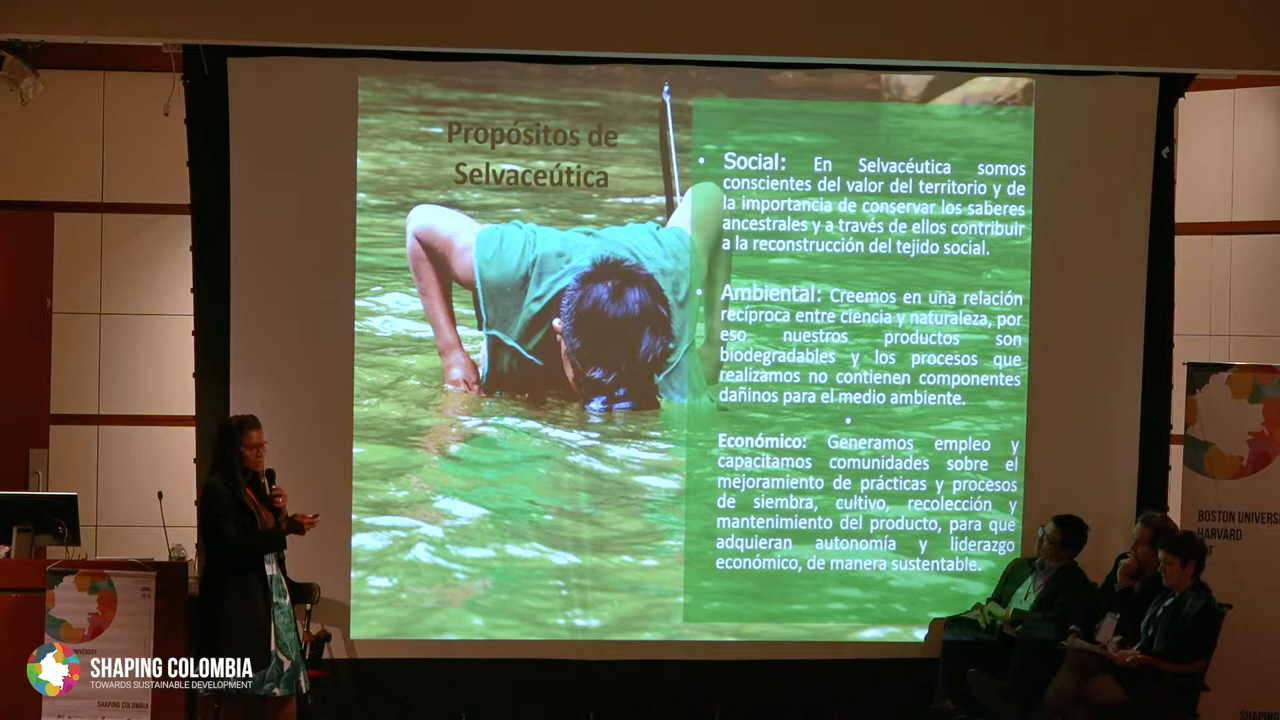 Propósitos de
Selvaceútica
• Social: En Selvacéutica somos
conscientes del valor del territorio y de
la importancia de conservar los saberes
ancestrales y a través de ellos contribuir
a la reconstrucción del tejido social.
• Ambiental: Creemos en una relación
recíproca entre ciencia y naturaleza, por
eso nuestros productos son
biodegradables y los procesos que
realizamos no contienen componentes
dañinos para el medio ambiente.
•
Económico: Generamos empleo y
capacitamos comunidades sobre el
mejoramiento de prácticas y procesos
de siembra, cultivo, recolección y
mantenimiento del producto, para que
adquieran autonomía y liderazgo
económico, de manera sustentable.
BOSTON UNIVERS
HARVARD
SHAPING COLOMBIA
TOWARDS SUSTAINABLE DEVELOPMENT
SHAPING COLOMBIA